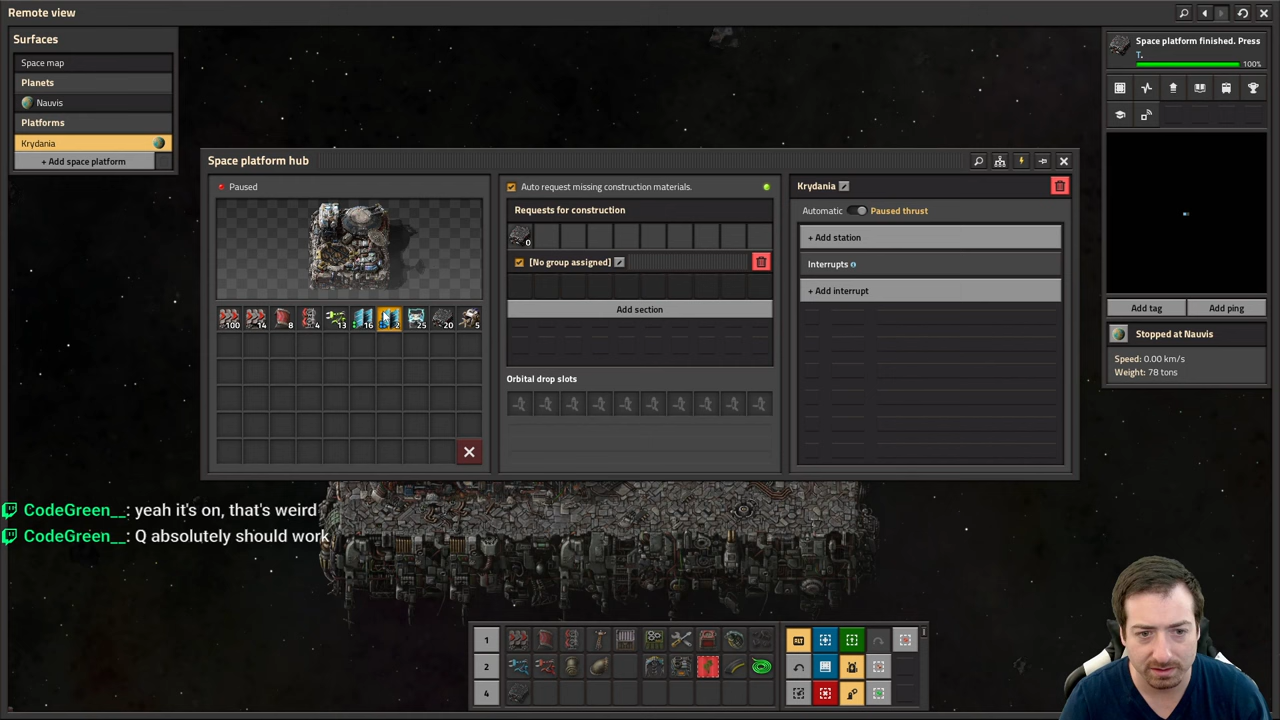 Remote view
Surfaces
Space map
Planets
Nauvis
Platforms
Krydania
+ Add space platform
Space platform finished. Press
T.
100%
Space platform hub
Paused
100
14
8
4
13
16
2
25
20
5
Auto request missing construction materials.
Requests for construction
0
[No group assigned]
Add section
Orbital drop slots
Krydania
Automatic
Paused thrust
+ Add station
Interrupts
+ Add interrupt
Add tag
Add ping
Stopped at Nauvis
Speed: 0.00 km/s
Weight: 78 tons
CodeGreen__: yeah it's on, that's weird
CodeGreen__: Q absolutely should work
1
2
4
ALT